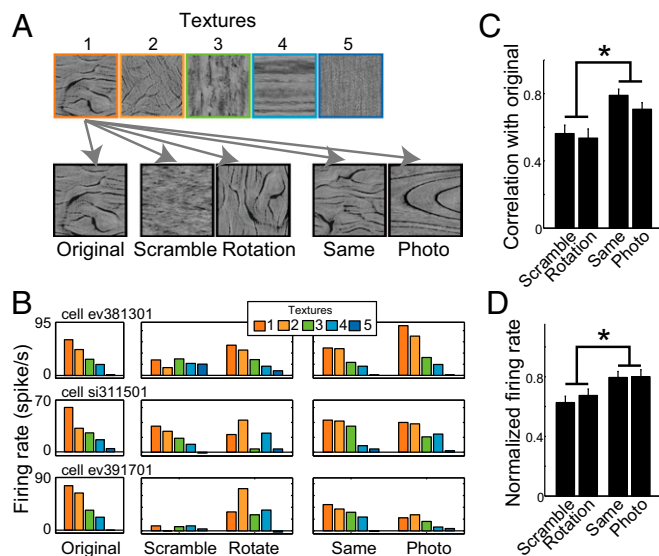 A
Textures
1 2 3 4 5
Original Scramble Rotation Same Photo
B
cell ev381301
Textures
1 2 3 4 5
95
0
cell si311501
70
0
cell ev391701
90
0
Firing rate (spike/s)
Original Scramble Rotate Same Photo
C
*
0.8
0.4
0
Correlation with original
Scramble
Rotation
Same
Photo
D
*
0.8
0.4
0
Normalized firing rate
Scramble
Rotation
Same
Photo